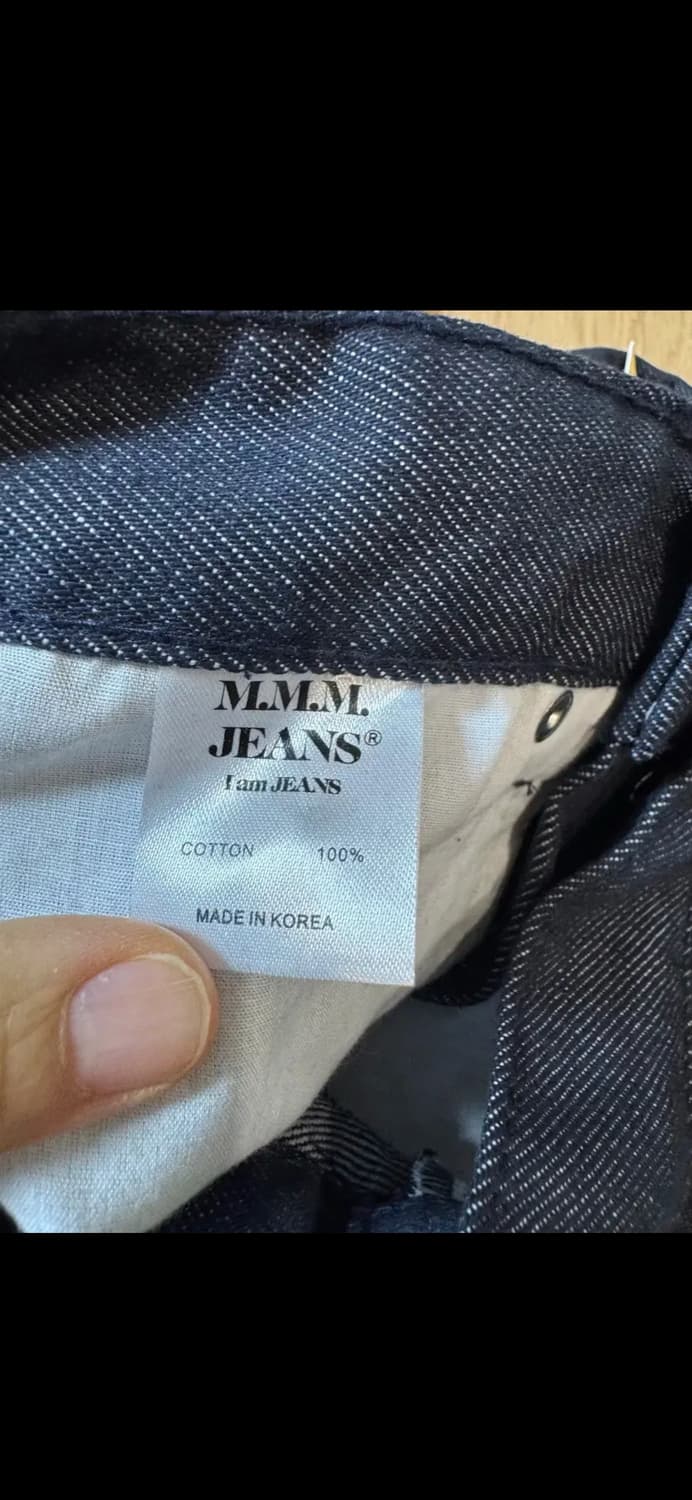 M.M.M.
JEANS®
I am JEANS
COTTON 100%
MADE IN KOREA